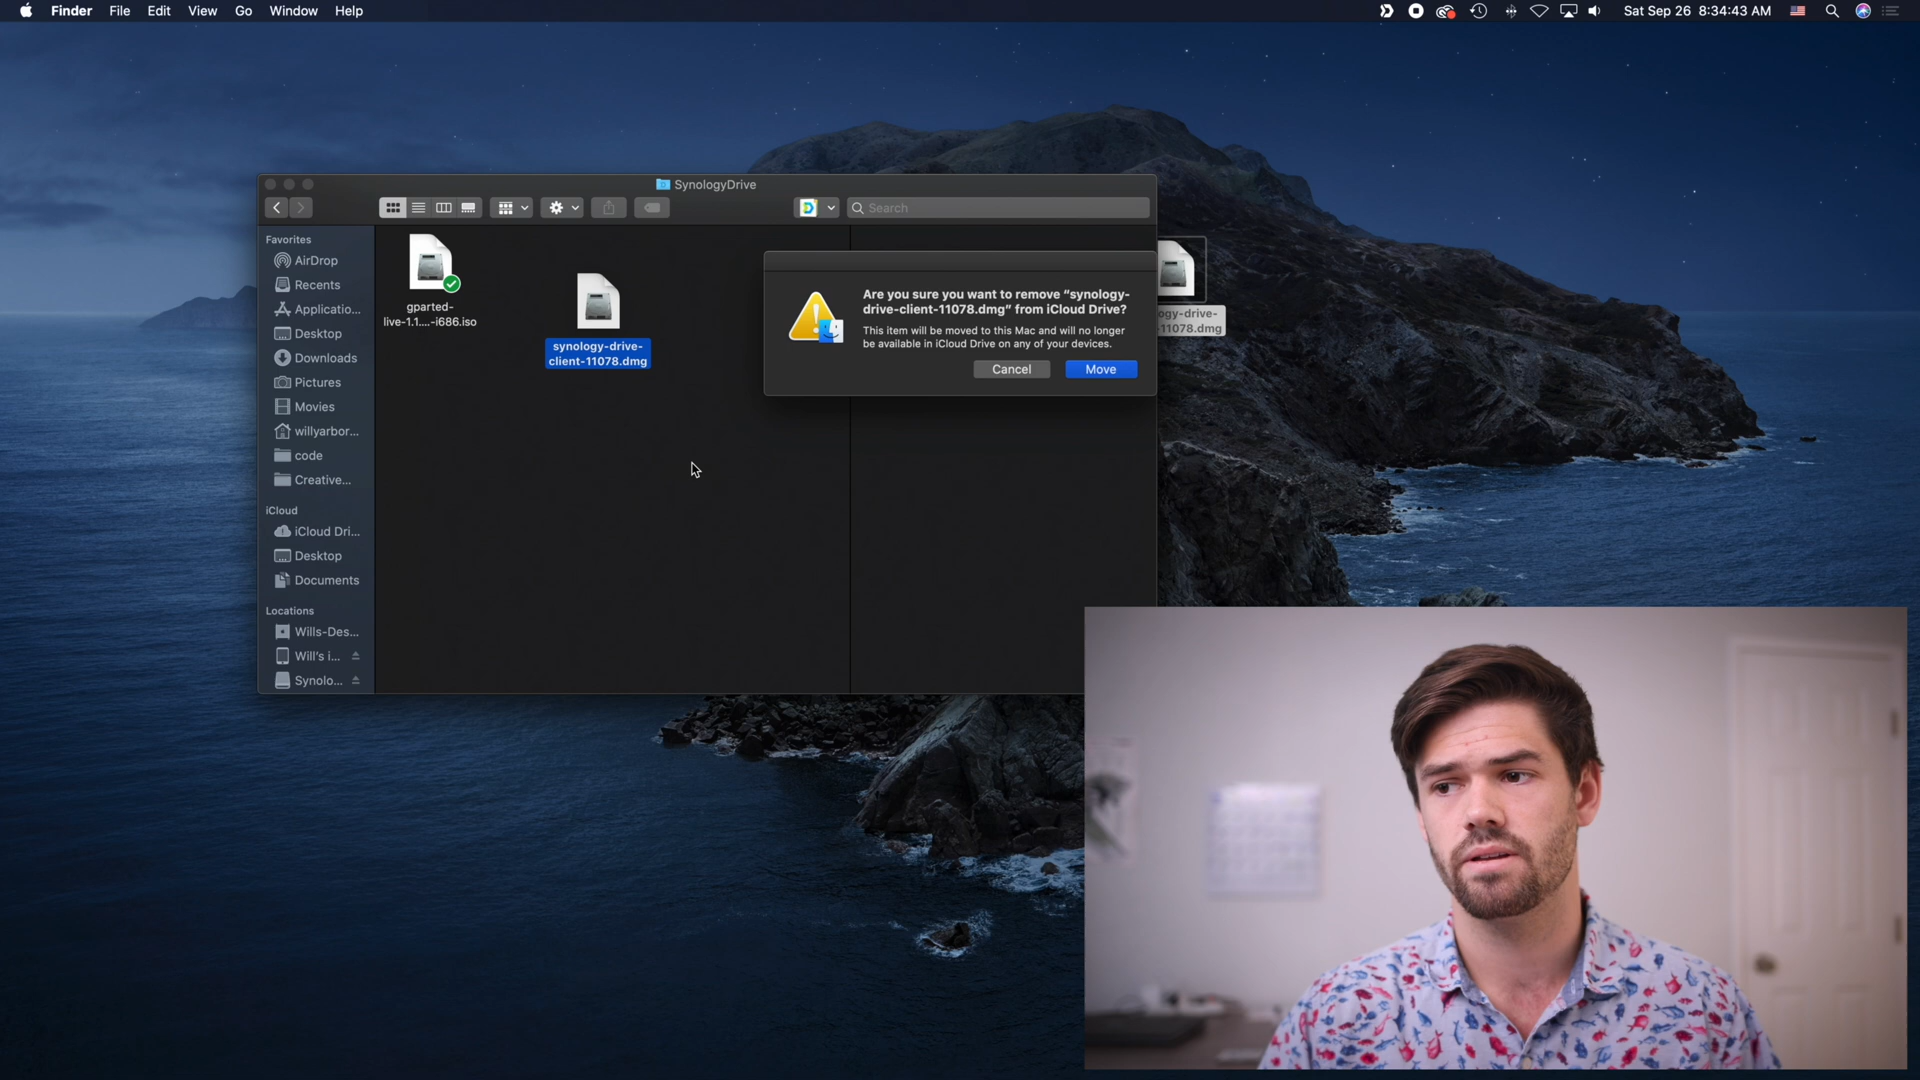 Finder File Edit View Go Window Help
Sat Sep 26 8:34:43 AM
SynologyDrive
Search
Favorites
AirDrop
Recents
Applicatio...
Desktop
Downloads
Pictures
Movies
willyarbor...
code
Creative...
iCloud
iCloud Dri...
Desktop
Documents
Locations
Wills-Des...
Will's i...
Synolo...
gparted-
live-1.1....-i686.iso
synology-drive-
client-11078.dmg
Are you sure you want to remove “synology-
drive-client-11078.dmg” from iCloud Drive?
This item will be moved to this Mac and will no longer
be available in iCloud Drive on any of your devices.
Cancel Move
ogy-drive-
-11078.dmg